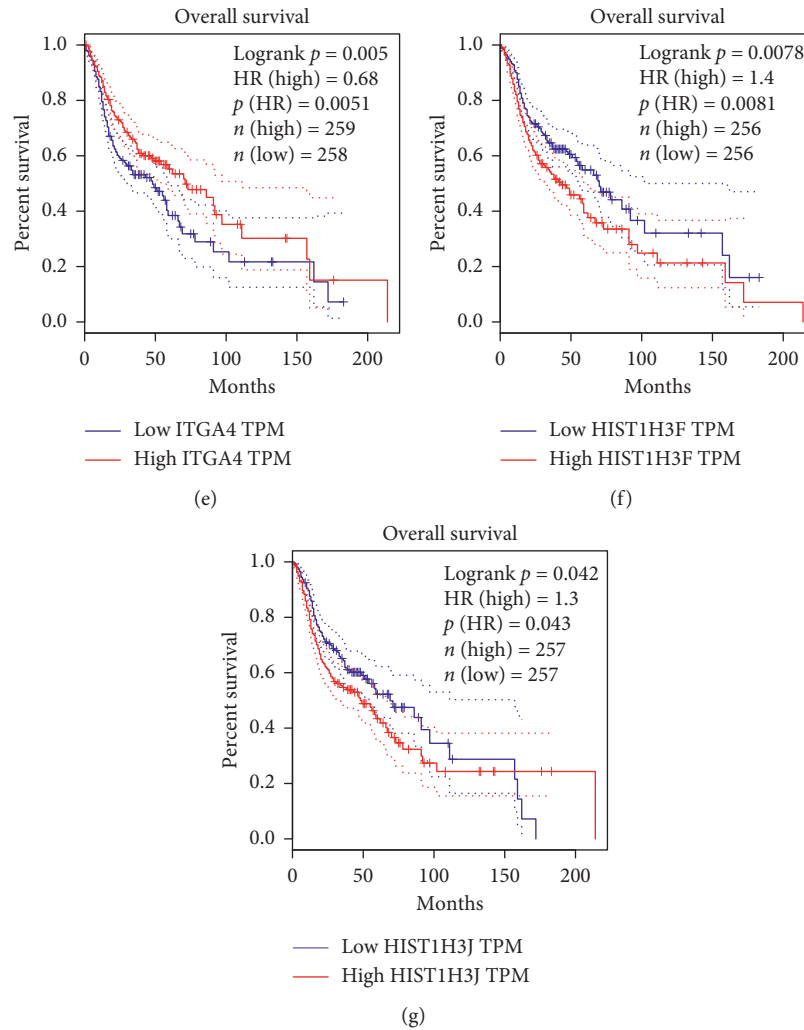 Overall survival
Logrank p = 0.005
HR (high) = 0.68
p (HR) = 0.0051
n (high) = 259
n (low) = 258
Percent survival
1.0
0.8
0.6
0.4
0.2
0.0
0 50 100 150 200
Months
Low ITGA4 TPM
High ITGA4 TPM
(e)
Overall survival
Logrank p = 0.0078
HR (high) = 1.4
p (HR) = 0.0081
n (high) = 256
n (low) = 256
Percent survival
1.0
0.8
0.6
0.4
0.2
0.0
0 50 100 150 200
Months
Low HIST1H3F TPM
High HIST1H3F TPM
(f)
Overall survival
Logrank p = 0.042
HR (high) = 1.3
p (HR) = 0.043
n (high) = 257
n (low) = 257
Percent survival
1.0
0.8
0.6
0.4
0.2
0.0
0 50 100 150 200
Months
Low HIST1H3J TPM
High HIST1H3J TPM
(g)